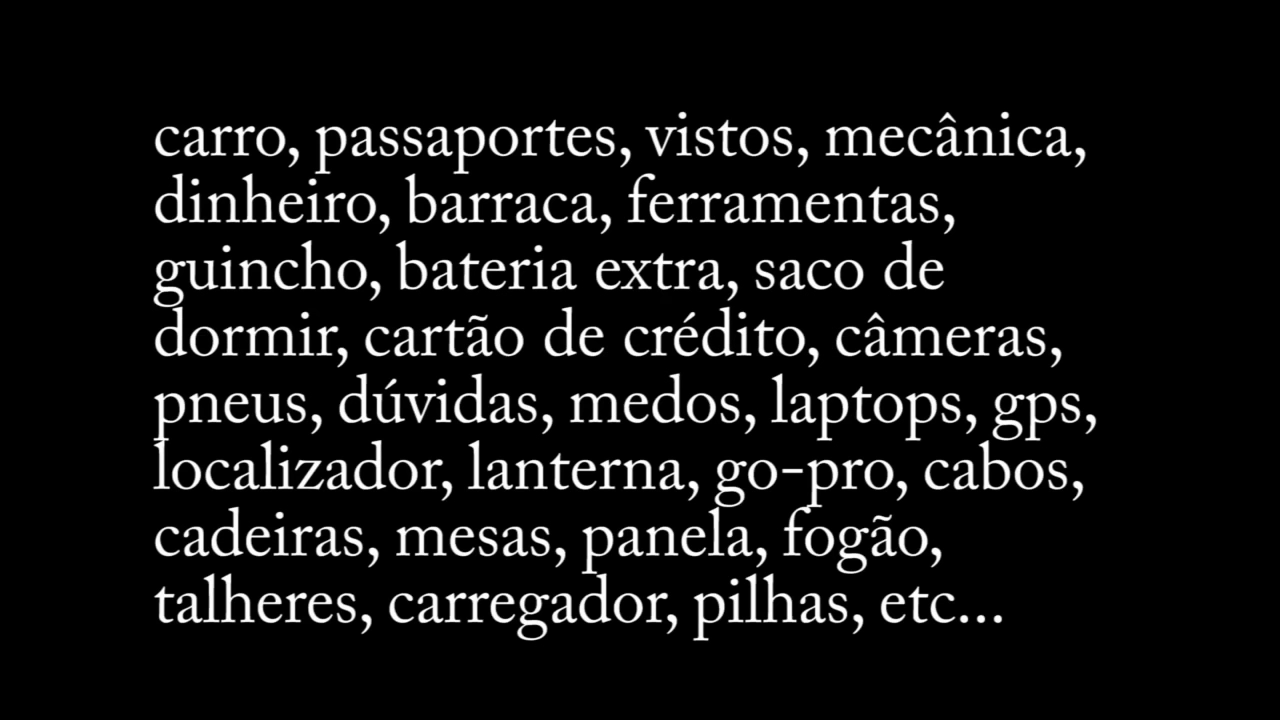 carro, passaportes, vistos, mecânica,
dinheiro, barraca, ferramentas,
guincho, bateria extra, saco de
dormir, cartão de crédito, câmeras,
pneus, dúvidas, medos, laptops, gps,
localizador, lanterna, go-pro, cabos,
cadeiras, mesas, panela, fogão,
talheres, carregador, pilhas, etc...